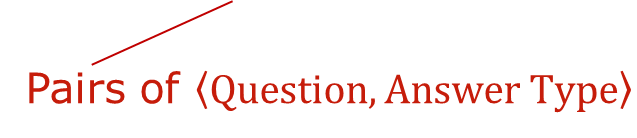 Pairs of ⟨Question, Answer Type⟩